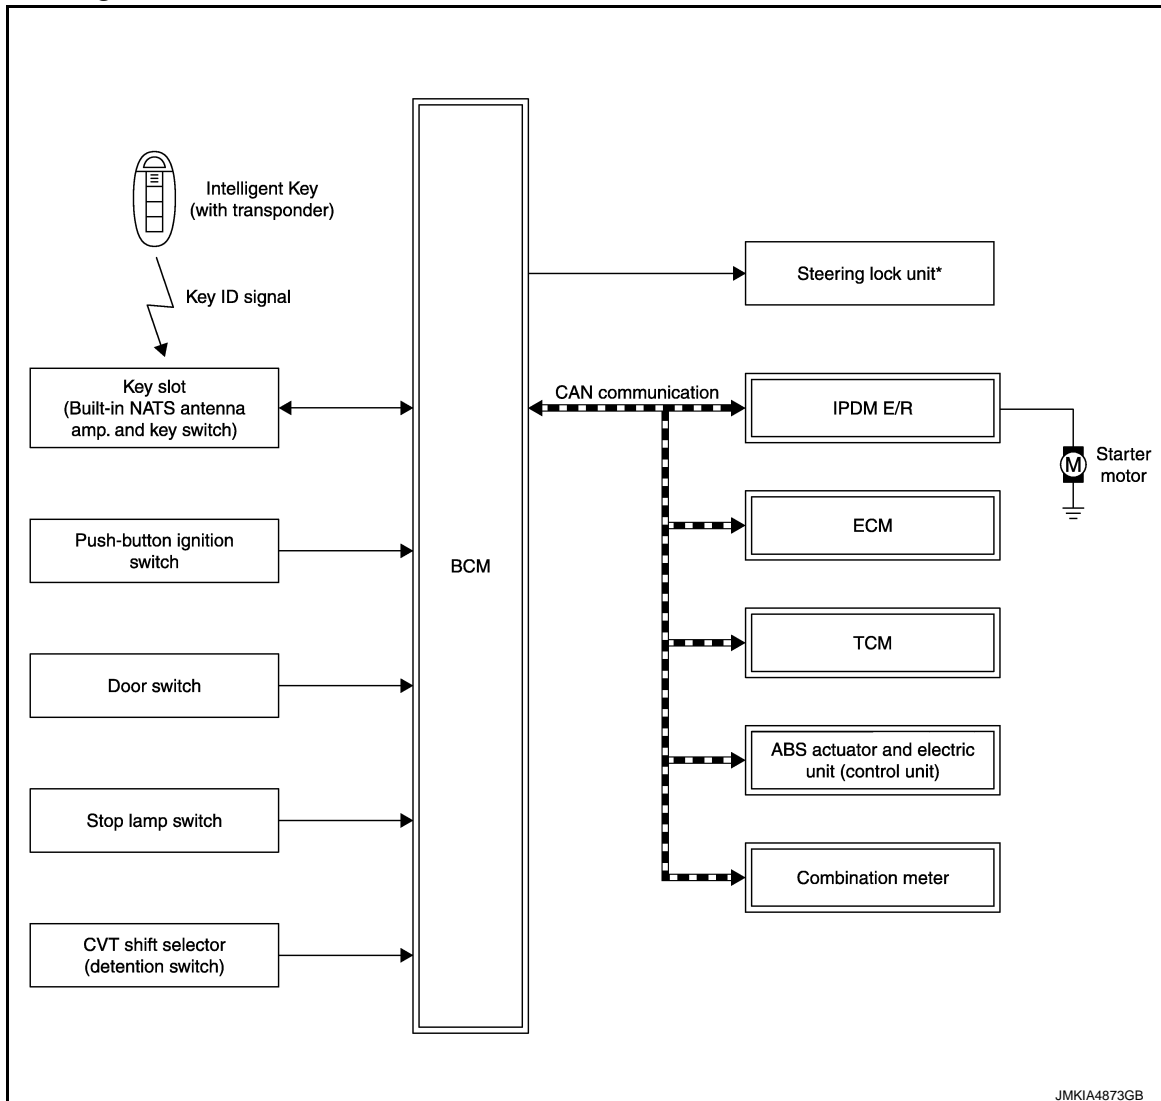 Intelligent Key
(with transponder)
Key ID signal
Key slot
(Built-in NATS antenna
amp. and key switch)
Push-button ignition
switch
Door switch
Stop lamp switch
CVT shift selector
(detention switch)
BCM
Steering lock unit*
CAN communication
IPDM E/R
M
Starter
motor
ECM
TCM
ABS actuator and electric
unit (control unit)
Combination meter
JMKIA4873GB